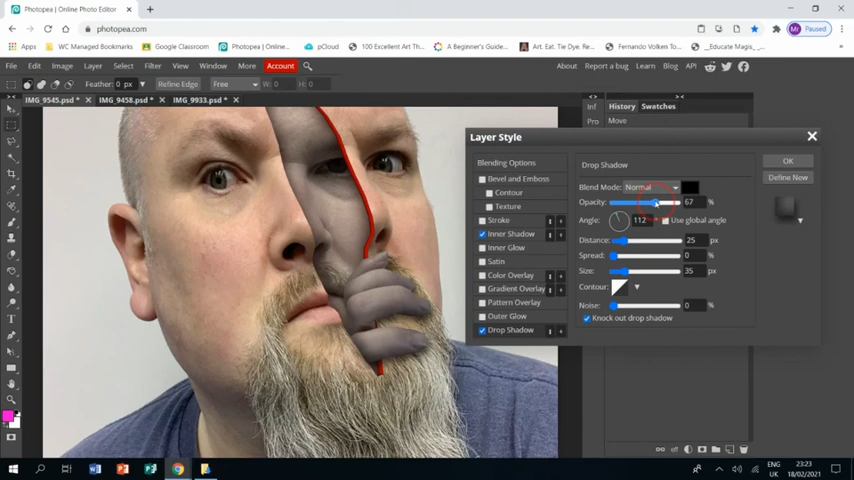 Photopea | Online Photo Editor
photopea.com
Mr Paused
Apps WC Managed Bookmarks Google Classroom Photopea | Online... pCloud 100 Excellent Art Th... A Beginner's Guide... Art. Eat. Tie Dye. Re... Fernando Volken To... _Educate Magis_-...
File Edit Image Layer Select Filter View Window More Account About Report a bug Learn Blog API
Feather: 0 px Refine Edge Free W: 0 H: 0
IMG_9545.psd * IMG_9458.psd * IMG_9933.psd *
Inf History Swatches
Pro Move
Layer Style
Blending Options Drop Shadow OK
Bevel and Emboss Define New
Contour Blend Mode: Normal
Texture Opacity: 67 %
Stroke Angle: 112 ° Use global angle
Inner Shadow Distance: 25 px
Inner Glow Spread: 0 %
Satin Size: 35 px
Color Overlay Contour:
Gradient Overlay Noise: 0 %
Pattern Overlay Knock out drop shadow
Outer Glow
Drop Shadow
eff
ENG 23:23
UK 18/02/2021